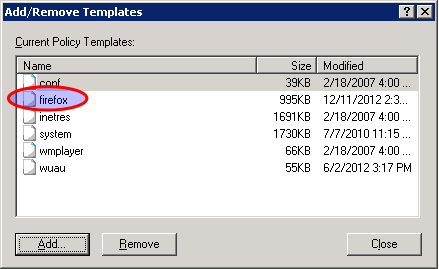 Add/Remove Templates
Current Policy Templates:
Name Size Modified
conf 39KB 2/18/2007 4:00 ...
firefox 995KB 12/11/2012 2:3...
inetres 1691KB 2/18/2007 4:00 ...
system 1730KB 7/7/2010 11:15 ...
wmplayer 66KB 2/18/2007 4:00 ...
wuau 55KB 6/2/2012 3:17 PM
Add... Remove Close